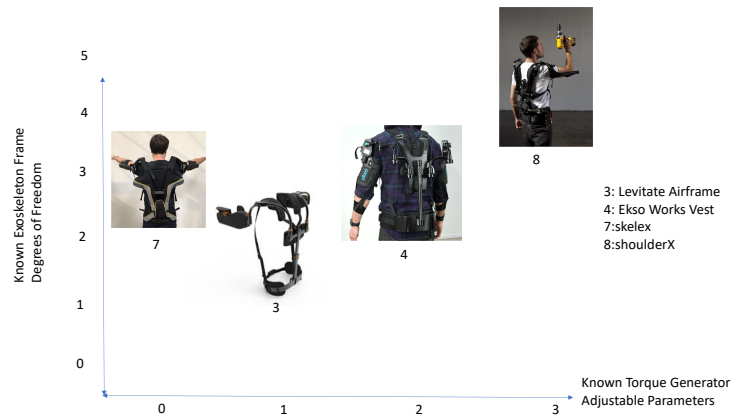 5
4
3
2
1
0
Known Exoskeleton Frame
Degrees of Freedom
7
3
4
8
3: Levitate Airframe
4: Ekso Works Vest
7:skelex
8:shoulderX
0
1
2
3
Known Torque Generator
Adjustable Parameters